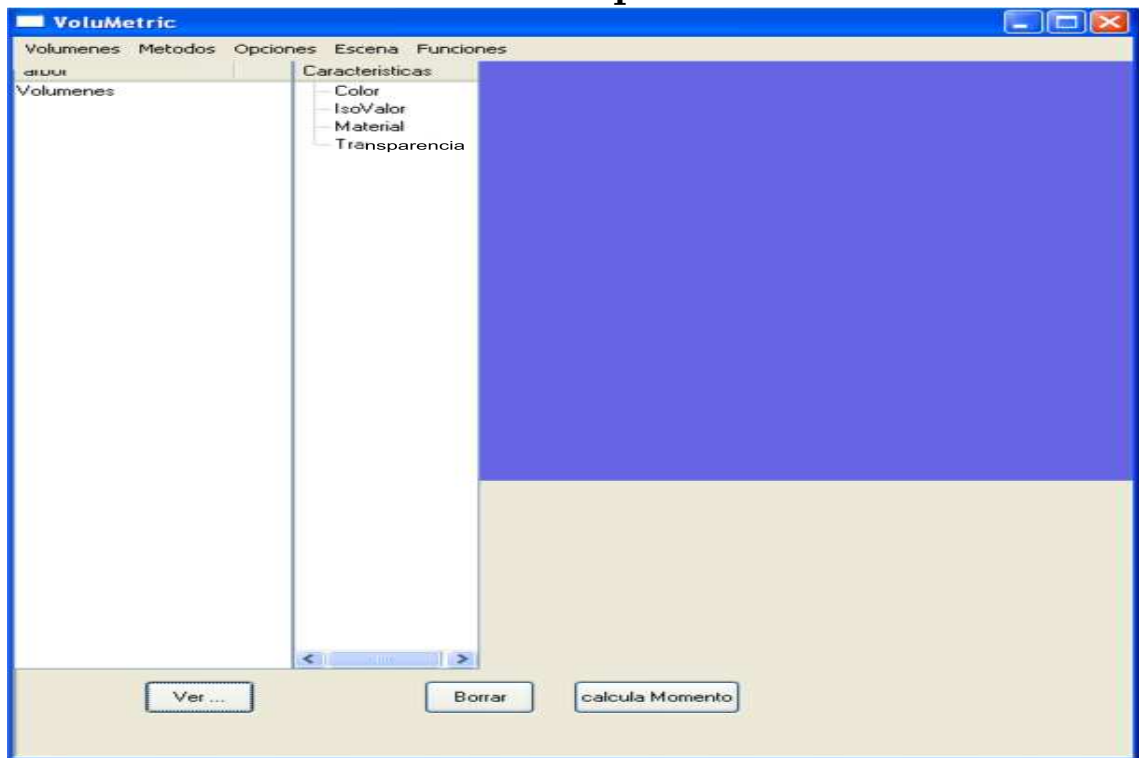 VoluMetric
Volumenes Metodos Opciones Escena Funciones
Caracteristicas
Volumenes
Color
IsoValor
Material
Transparencia
Ver ...
Borrar
calcula Momento